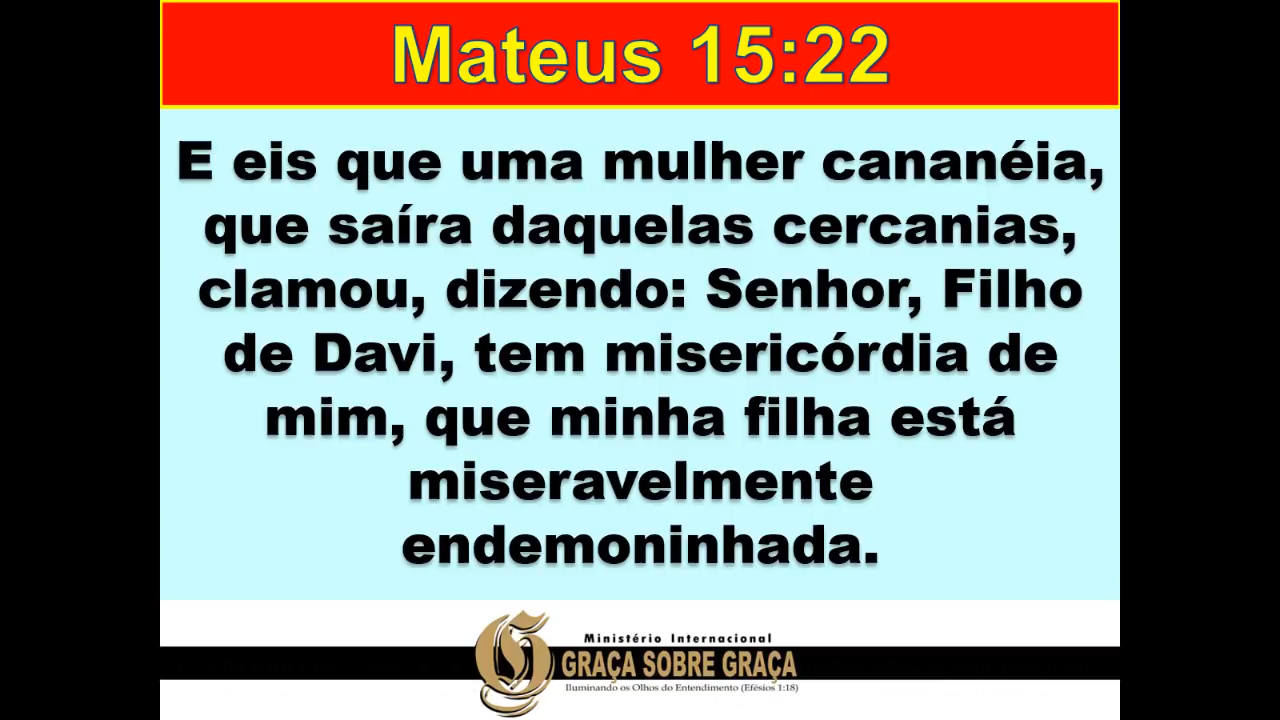 Mateus 15:22
E eis que uma mulher cananéia,
que saíra daquelas cercanias,
clamou, dizendo: Senhor, Filho
de Davi, tem misericórdia de
mim, que minha filha está
miseravelmente
endemoninhada.
Ministério Internacional
GRAÇA SOBRE GRAÇA
Iluminando os Olhos do Entendimento (Efésios 1:18)